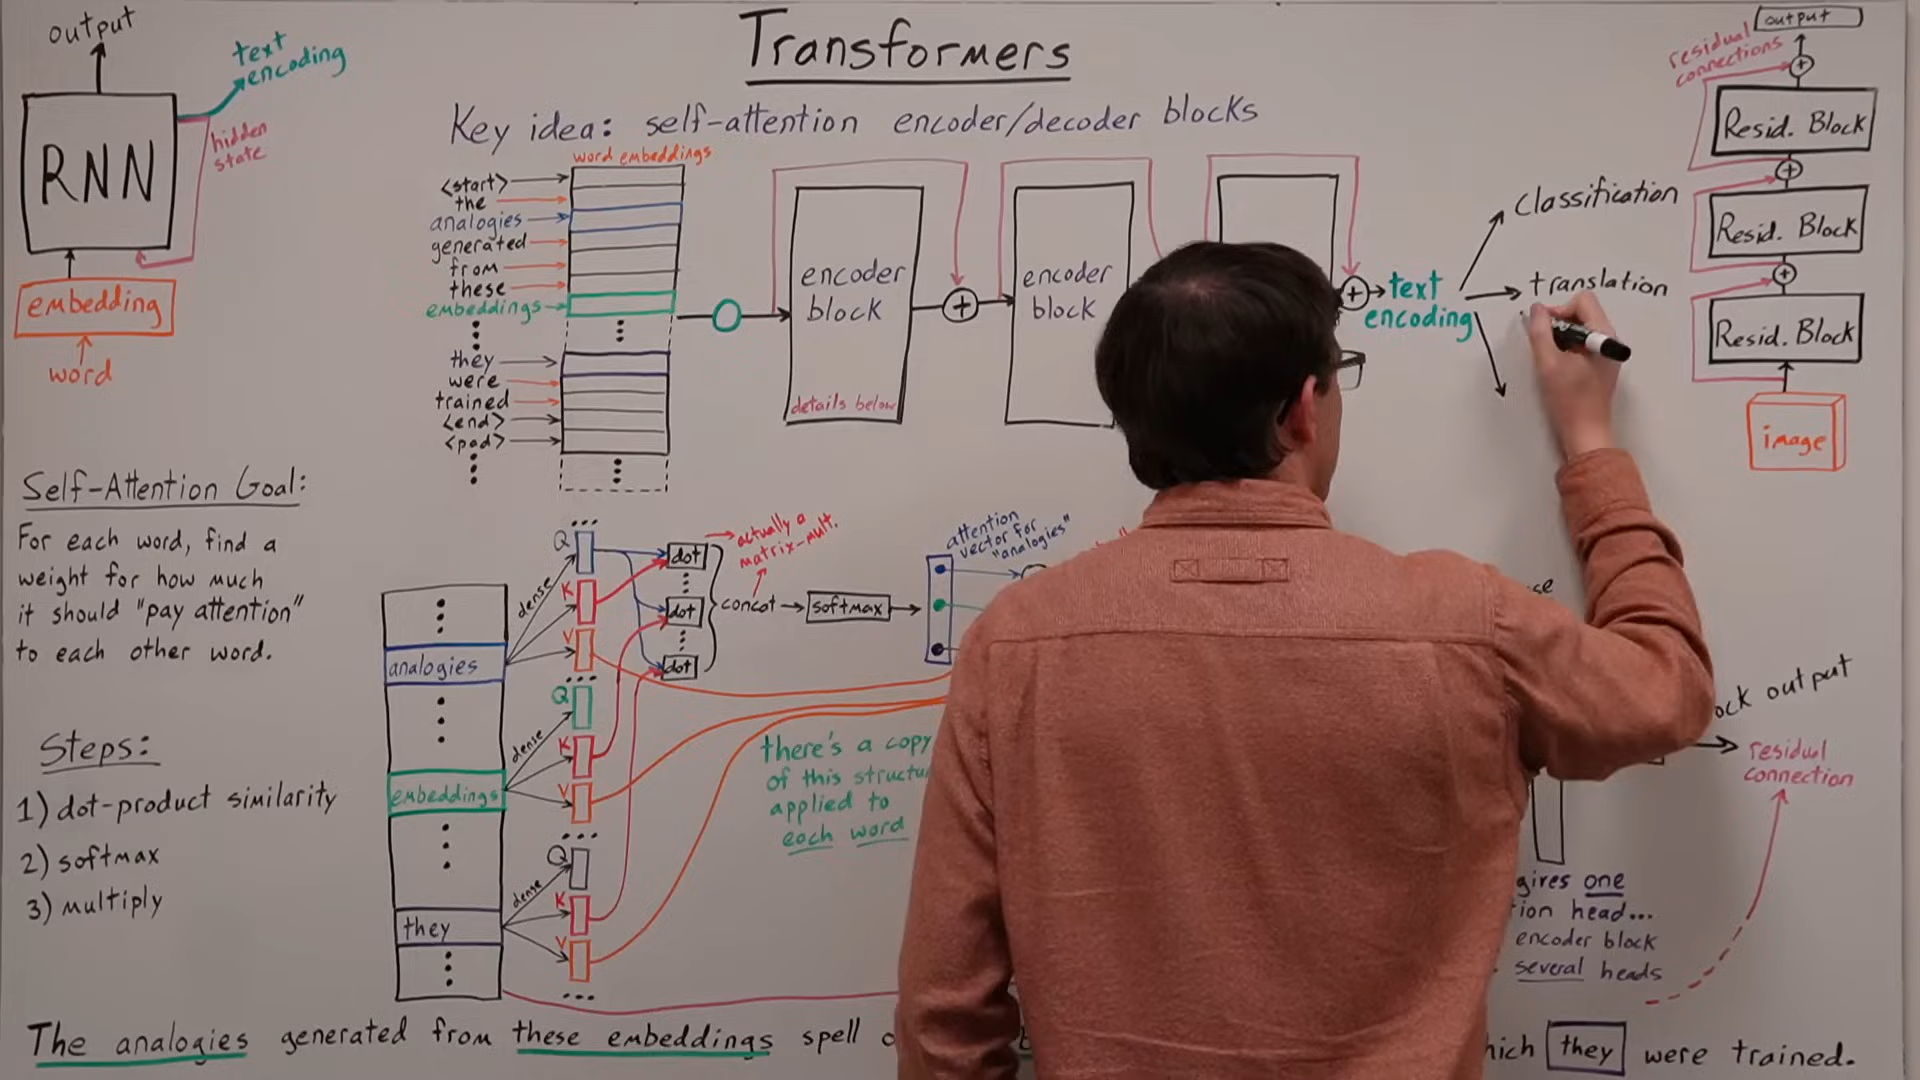 Transformers
Key idea: self-attention encoder/decoder blocks
output
text
encoding
RNN
hidden
state
embedding
word
word embeddings
<start>
the
analogies
generated
from
these
embeddings
they
were
trained
<end>
<pad>
encoder
block
details below
encoder
block
text
encoding
classification
translation
output
residual
connections
Resid. Block
Resid. Block
Resid. Block
image
Self-Attention Goal:
For each word, find a
weight for how much
it should "pay attention"
to each other word.
Steps:
1) dot-product similarity
2) softmax
3) multiply
analogies
embeddings
they
dense
Q
K
V
dense
Q
K
V
dense
Q
K
V
dot
dot
dot
actually a
matrix-mult.
concat
softmax
attention
vector for
"analogies"
there's a copy
of this
applied to
each word
output
residual
connection
one
head...
encoder block
several heads
The analogies generated from these embeddings spell
they were trained.